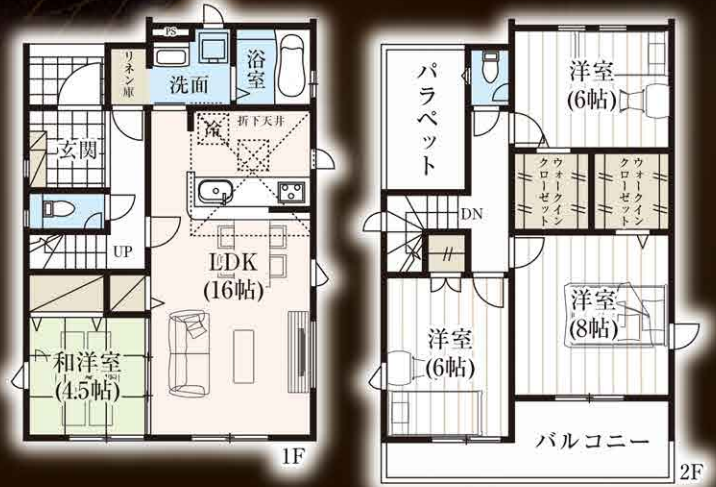 PS
リネン庫
洗面
浴室
玄関
冷
折下天井
UP
LDK
(16帖)
和洋室
(4.5帖)
1F
パラペット
洋室
(6帖)
ウォークイン
クローゼット
ウォークイン
クローゼット
DN
洋室
(6帖)
洋室
(8帖)
バルコニー
2F